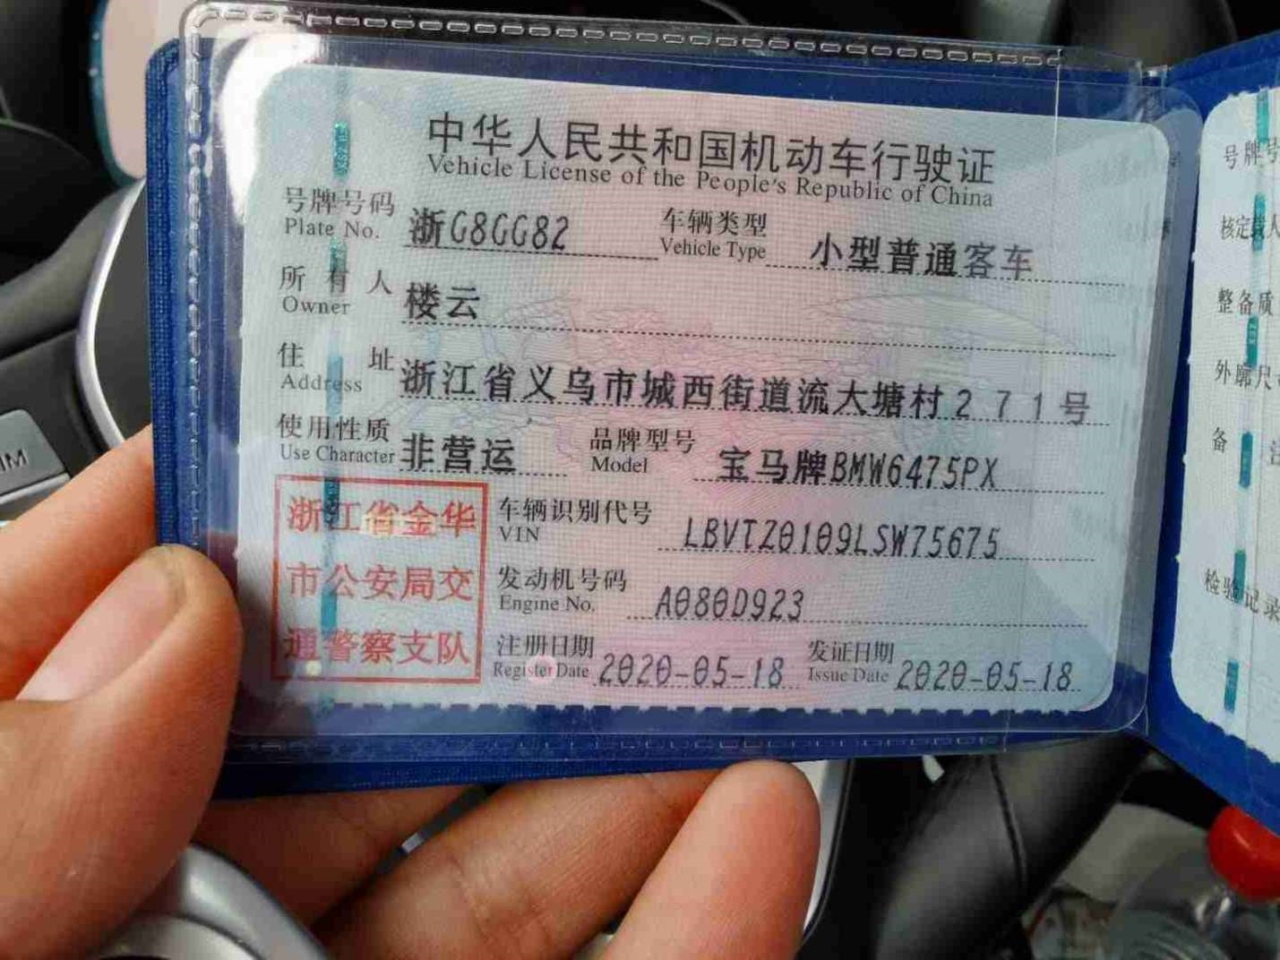 中华人民共和国机动车行驶证
Vehicle License of the People's Republic of China
号牌号码 浙G8GG82 车辆类型 小型普通客车
Plate No. Vehicle Type
所有人 楼云
Owner
住址 浙江省义乌市城西街道流大塘村271号
Address
使用性质 非营运 品牌型号 宝马牌BMW6475PX
Use Character Model
浙江省金华
市公安局交
通警察支队
车辆识别代号 LBVTZ0109LSW75675
VIN
发动机号码 A080D923
Engine No.
注册日期 2020-05-18 发证日期 2020-05-18
Register Date Issue Date
号牌号
核定载人
整备质
外廓尺寸
备注
检验记录